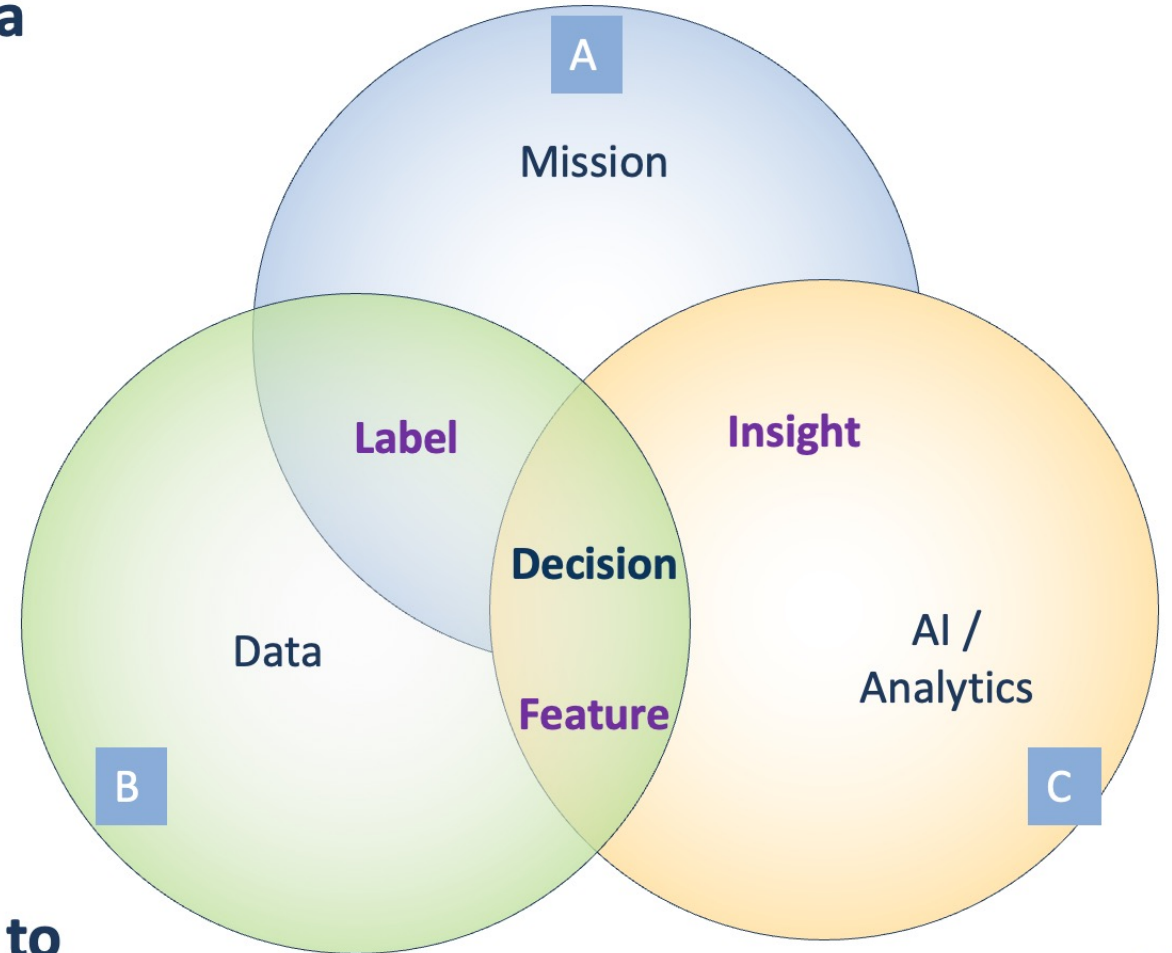 a
A
Mission
Label
Insight
Decision
Data
AI /
Analytics
Feature
B
C
to